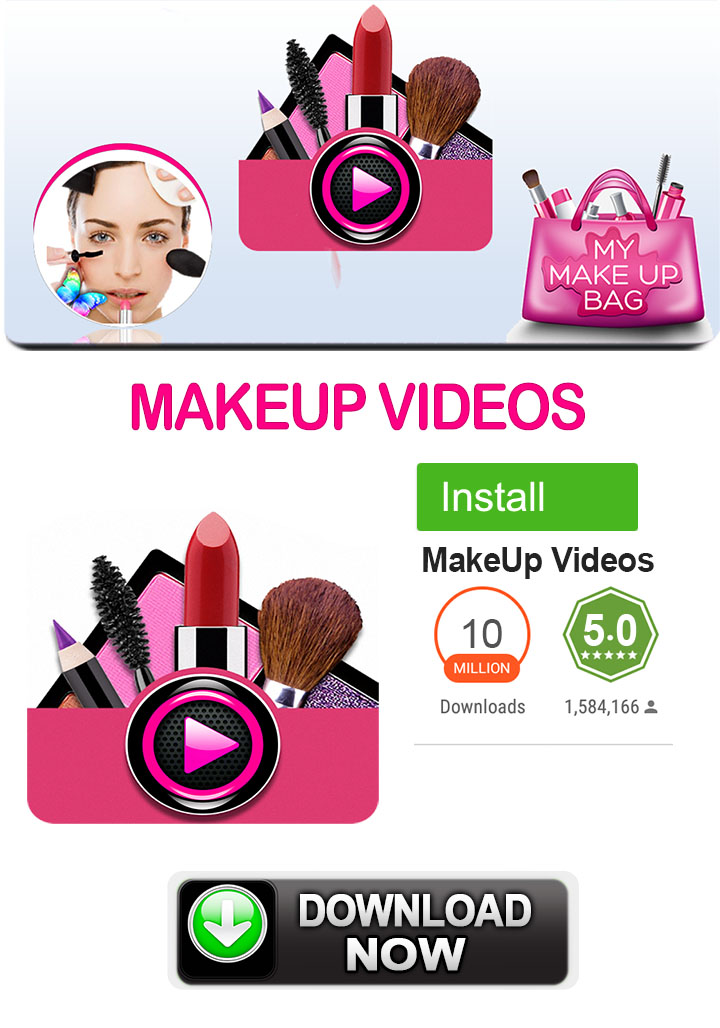 MY
MAKE UP
BAG
MAKEUP VIDEOS
Install
MakeUp Videos
10
MILLION
Downloads
5.0
1,584,166
DOWNLOAD
NOW